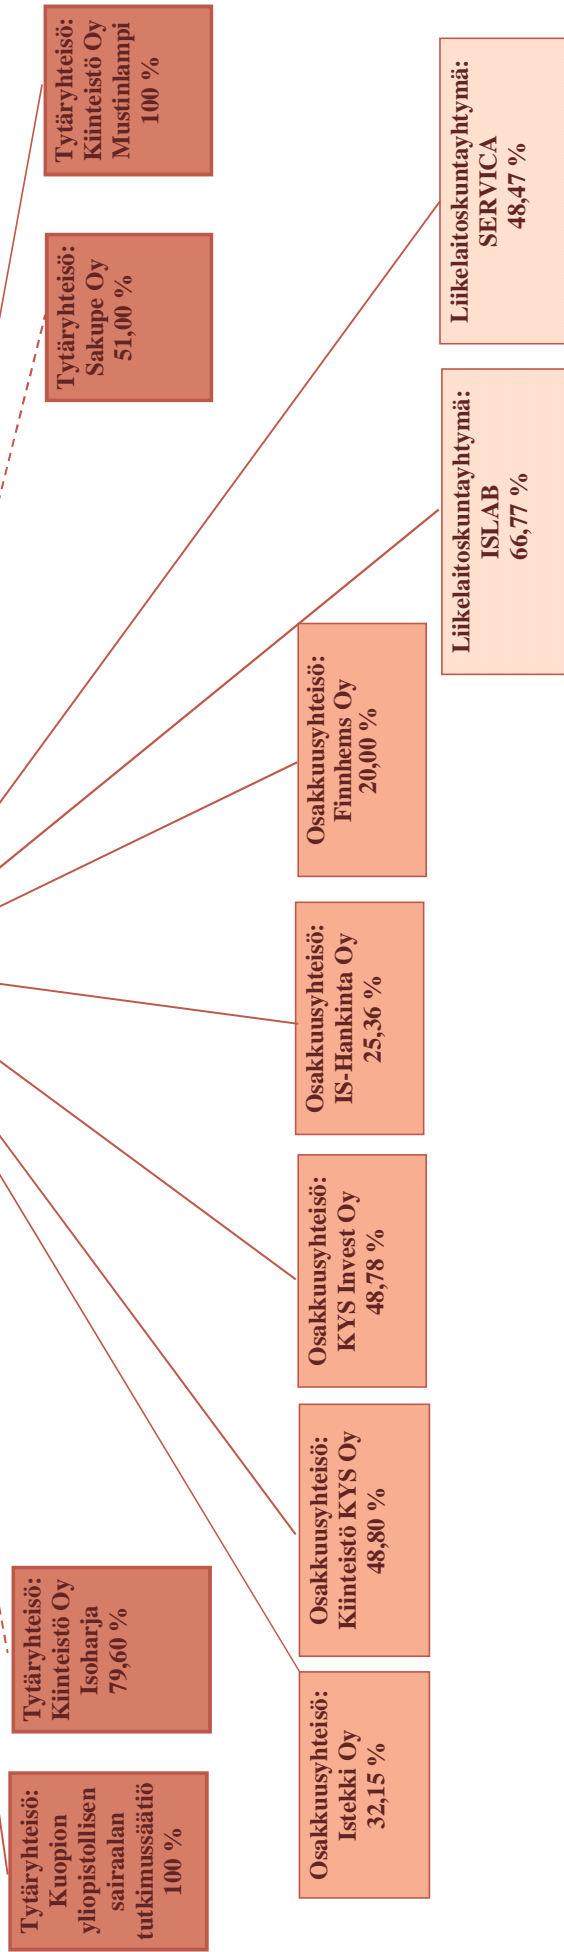 Tytäryhteisö:
Kuopion
yliopistollisen
sairaalan
tutkimussäätiö
100 %
Tytäryhteisö:
Kiinteistö Oy
Isoharja
79,60 %
Tytäryhteisö:
Sakupe Oy
51,00 %
Tytäryhteisö:
Kiinteistö Oy
Mustinlampi
100 %
Osakkuusyhteisö:
Istekki Oy
32,15 %
Osakkuusyhteisö:
Kiinteistö KYS Oy
48,80 %
Osakkuusyhteisö:
KYS Invest Oy
48,78 %
Osakkuusyhteisö:
IS-Hankinta Oy
25,36 %
Osakkuusyhteisö:
Finnhems Oy
20,00 %
Liikelaitoskuntayhtymä:
ISLAB
66,77 %
Liikelaitoskuntayhtymä:
SERVICA
48,47 %